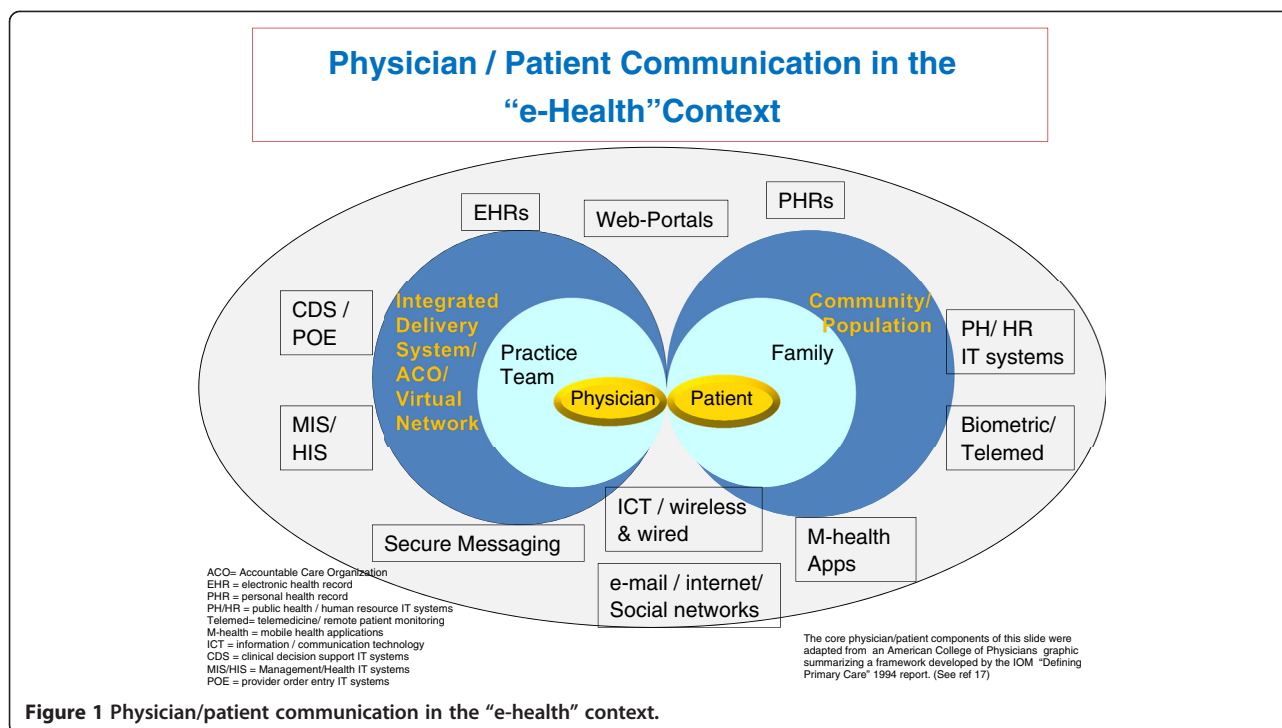 Physician / Patient Communication in the
“e-Health”Context
EHRs
Web-Portals
PHRs
CDS /
POE
Integrated
Delivery
System/
ACO/
Virtual
Network
Practice
Team
Physician
Patient
Family
Community/
Population
PH/ HR
IT systems
MIS/
HIS
Biometric/
Telemed
Secure Messaging
ICT / wireless
& wired
M-health
Apps
e-mail / internet/
Social networks
ACO= Accountable Care Organization
EHR = electronic health record
PHR = personal health record
PH/HR = public health / human resource IT systems
Telemed= telemedicine/ remote patient monitoring
M-health = mobile health applications
ICT = information / communication technology
CDS = clinical decision support IT systems
MIS/HIS = Management/Health IT systems
POE = provider order entry IT systems
The core physician/patient components of this slide were
adapted from an American College of Physicians graphic
summarizing a framework developed by the IOM “Defining
Primary Care” 1994 report. (See ref 17)
Figure 1 Physician/patient communication in the “e-health” context.